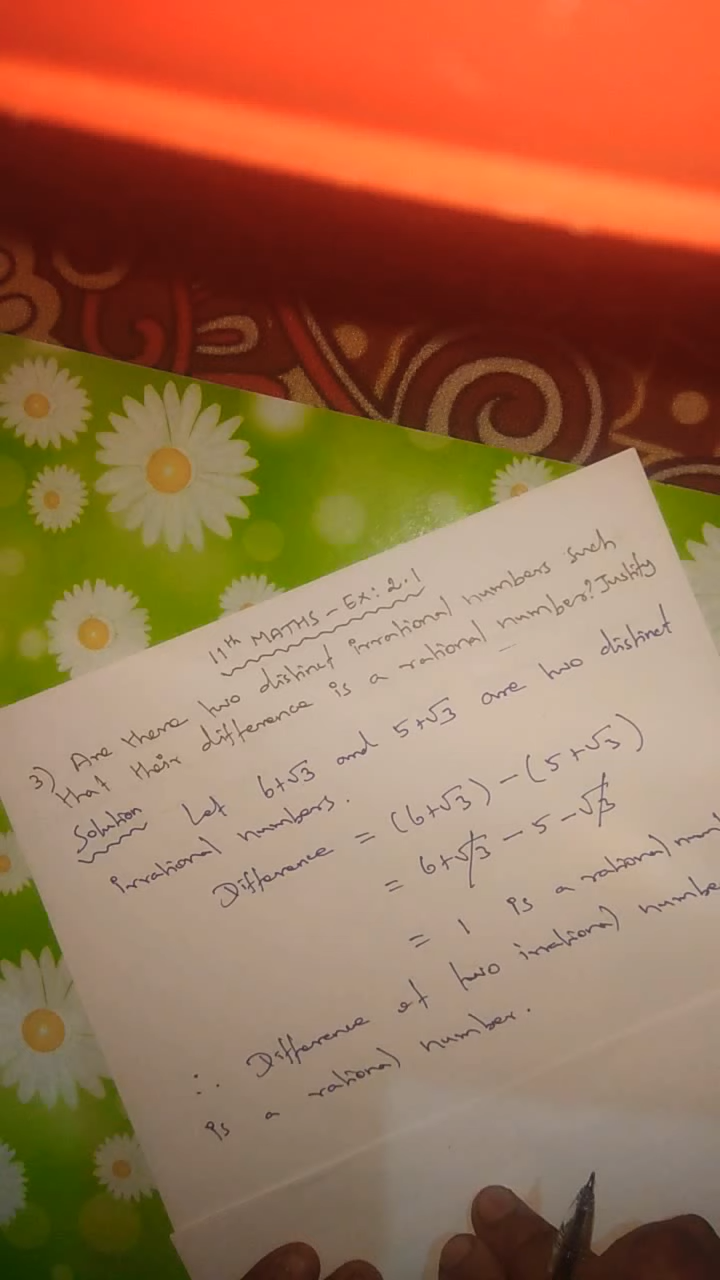 11th MATHS - Ex: 2.1
3) Are there two distinct irrational numbers such
that their difference is a rational number? Justify
Solution Let 6+√3 and 5+√3 are two distinct
irrational numbers.
Difference = (6+√3) - (5+√3)
= 6+√3 - 5 - √3
= 1 is a rational num
∴ Difference of two irrational numbe
is a rational number.